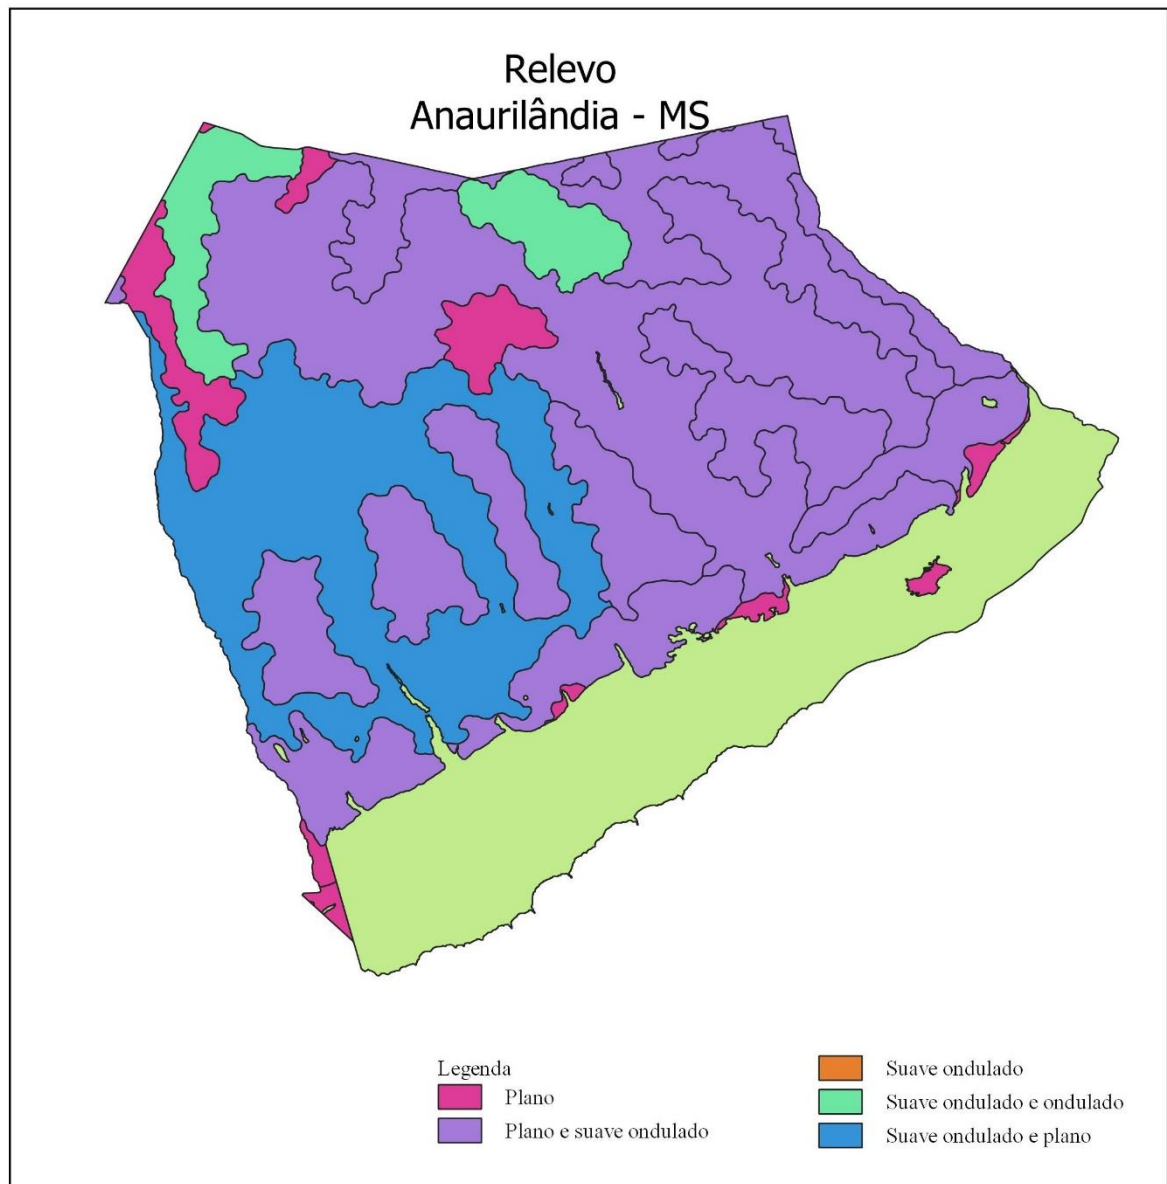 Relevo
Anaurilândia - MS
Legenda
Plano
Plano e suave ondulado
Suave ondulado
Suave ondulado e ondulado
Suave ondulado e plano